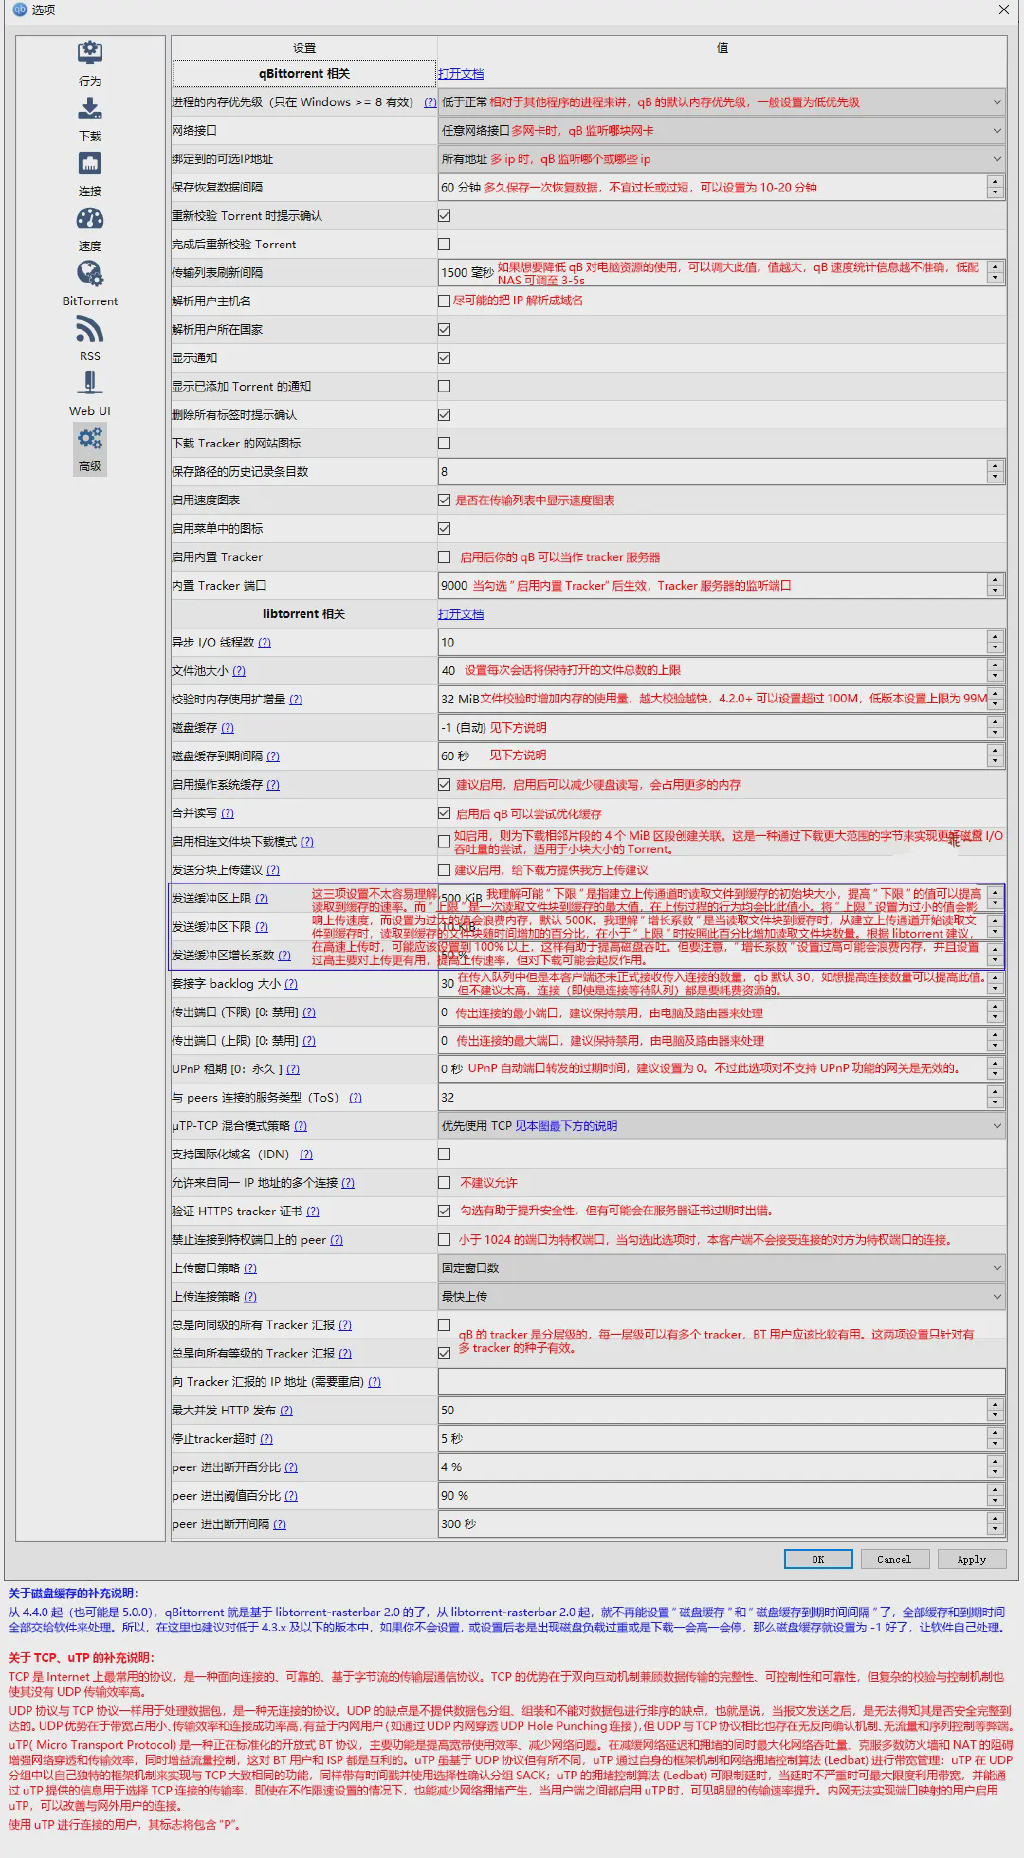 选项
行为
下载
连接
速度
BitTorrent
RSS
Web UI
高级
设置 值
qBittorrent 相关 打开文档
进程的内存优先级（只在 Windows >= 8 有效） (?) 低于正常 相对于其他程序的进程来讲，qB 的默认内存优先级，一般设置为低优先级
网络接口 任意网络接口 多网卡时，qB 监听哪块网卡
绑定到的可选IP地址 所有地址 多 ip 时，qB 监听哪个或哪些 ip
保存恢复数据间隔 60 分钟 多久保存一次恢复数据，不宜过长或过短，可以设置为 10-20 分钟
重新校验 Torrent 时提示确认
完成后重新校验 Torrent
传输列表刷新间隔 1500 毫秒 如果想要降低 qB 对电脑资源的使用，可以调大此值，值越大，qB 速度统计信息越不准确，低配
NAS 可调至 3-5s
解析用户主机名 尽可能的把 IP 解析成域名
解析用户所在国家
显示通知
显示已添加 Torrent 的通知
删除所有标签时提示确认
下载 Tracker 的网站图标
保存路径的历史记录条目数 8
启用速度图表 是否在传输列表中显示速度图表
启用菜单中的图标
启用内置 Tracker 启用后你的 qB 可以当作 tracker 服务器
内置 Tracker 端口 9000 当勾选“启用内置 Tracker”后生效，Tracker 服务器的监听端口
libtorrent 相关 打开文档
异步 I/O 线程数 (?) 10
文件池大小 (?) 40 设置每次会话将保持打开的文件总数的上限
校验时内存使用扩增量 (?) 32 MiB 文件校验时增加内存的使用量，越大校验越快，4.2.0+ 可以设置超过 100M，低版本设置上限为 99M
磁盘缓存 (?) -1 (自动) 见下方说明
磁盘缓存到期间隔 (?) 60 秒 见下方说明
启用操作系统缓存 (?) 建议启用，启用后可以减少硬盘读写，会占用更多的内存
合并读写 (?) 启用后 qB 可以尝试优化缓存
启用相连文件块下载模式 (?) 如启用，则为下载相邻片段的 4 个 MiB 区段创建关联。这是一种通过下载更大范围的字节来实现更好磁盘 I/O
吞吐量的尝试，适用于小块大小的 Torrent。
发送分块上传建议 (?) 建议启用，给下载方提供我方上传建议
发送缓冲区上限 (?) 500 KiB
发送缓冲区下限 (?) 10 KiB
发送缓冲区增长系数 (?)
这三项设置不太容易理解， 我理解可能“下限”是指建立上传通道时读取文件到缓存的初始块大小，提高“下限”的值可以提高
读取到缓存的速率。而“上限”是一次读取文件块到缓存的最大值，在上传过程的行为均会比此值小。将“上限”设置为过小的值会影
响上传速度，而设置为过大的值会浪费内存，默认 500K，我理解“增长系数”是当读取文件块到缓存时，从建立上传通道开始读取文
件到缓存时，读取到缓存的文件块随时间增加的百分比，在小于“上限”时按照此百分比增加读取文件块数量。根据 libtorrent 建议，
在高速上传时，可能应该设置到 100% 以上，这样有助于提高磁盘吞吐。但要注意，“增长系数”设置过高可能会浪费内存，并且设置
过高主要对上传更有用，提高上传速率，但对下载可能会起反作用。
套接字 backlog 大小 (?) 30 在传入队列中但是本客户端还未正式接收传入连接的数量，qb 默认 30，如想提高连接数量可以提高此值。
但不建议太高，连接（即使是连接等待队列）都是要耗费资源的。
传出端口 (下限) [0: 禁用] (?) 0 传出连接的最小端口，建议保持禁用，由电脑及路由器来处理
传出端口 (上限) [0: 禁用] (?) 0 传出连接的最大端口，建议保持禁用，由电脑及路由器来处理
UPnP 租期 [0：永久 ] (?) 0 秒 UPnP 自动端口转发的过期时间，建议设置为 0。不过此选项对不支持 UPnP 功能的网关是无效的。
与 peers 连接的服务类型（ToS） (?) 32
μTP-TCP 混合模式策略 (?) 优先使用 TCP 见本图最下方的说明
支持国际化域名（IDN） (?)
允许来自同一 IP 地址的多个连接 (?) 不建议允许
验证 HTTPS tracker 证书 (?) 勾选有助于提升安全性，但有可能会在服务器证书过期时出错。
禁止连接到特权端口上的 peer (?) 小于 1024 的端口为特权端口，当勾选此选项时，本客户端不会接受连接的对方为特权端口的连接。
上传窗口策略 (?) 固定窗口数
上传连接策略 (?) 最快上传
总是向同级的所有 Tracker 汇报 (?)
总是向所有等级的 Tracker 汇报 (?)
qB 的 tracker 是分层级的，每一层级可以有多个 tracker，BT 用户应该比较有用。这两项设置只针对有
多 tracker 的种子有效。
向 Tracker 汇报的 IP 地址 (需要重启) (?)
最大并发 HTTP 发布 (?) 50
停止tracker超时 (?) 5 秒
peer 进出断开百分比 (?) 4 %
peer 进出阈值百分比 (?) 90 %
peer 进出断开间隔 (?) 300 秒
OK Cancel Apply
关于磁盘缓存的补充说明：
从 4.4.0 起（也可能是 5.0.0），qBittorrent 就是基于 libtorrent-rasterbar 2.0 的了，从 libtorrent-rasterbar 2.0 起，就不再能设置“磁盘缓存”和“磁盘缓存到期时间间隔”了，全部缓存和到期时间
全部交给软件来处理。所以，在这里也建议对低于 4.3.x 及以下的版本中，如果你不会设置，或设置后老是出现磁盘负载过重或是下载一会高一会停，那么磁盘缓存就设置为 -1 好了，让软件自己处理。
关于 TCP、uTP 的补充说明：
TCP 是 Internet 上最常用的协议，是一种面向连接的、可靠的、基于字节流的传输层通信协议。TCP 的优势在于双向互动机制兼顾数据传输的完整性、可控制性和可靠性，但复杂的校验与控制机制也
使其没有 UDP 传输效率高。
UDP 协议与 TCP 协议一样用于处理数据包，是一种无连接的协议。UDP 的缺点是不提供数据包分组、组装和不能对数据包进行排序的缺点，也就是说，当报文发送之后，是无法得知其是否安全完整到
达的。UDP 优势在于带宽占用小、传输效率和连接成功率高，有益于内网用户 ( 如通过 UDP 内网穿透 UDP Hole Punching 连接 )，但 UDP 与 TCP 协议相比也存在无反向确认机制、无流量和序列控制等弊端。
uTP( Micro Transport Protocol) 是一种正在标准化的开放式 BT 协议，主要功能是提高宽带使用效率、减少网络问题。在减缓网络延迟和拥堵的同时最大化网络吞吐量、克服多数防火墙和 NAT 的阻碍
增强网络穿透和传输效率，同时增益流量控制，这对 BT 用户和 ISP 都是互利的。uTP 虽基于 UDP 协议但有所不同，uTP 通过自身的框架机制和网络拥堵控制算法 (Ledbat) 进行带宽管理：uTP 在 UDP
分组中以自己独特的框架机制来实现与 TCP 大致相同的功能，同样带有时间戳并使用选择性确认分组 SACK；uTP 的拥堵控制算法 (Ledbat) 可限制延时，当延时不严重时可最大限度利用带宽，并能通
过 uTP 提供的信息用于选择 TCP 连接的传输率，即使在不作限速设置的情况下，也能减少网络拥堵产生，当用户端之间都启用 uTP 时，可见明显的传输速率提升。内网无法实现端口映射的用户启用
uTP，可以改善与网外用户的连接。
使用 uTP 进行连接的用户，其标志将包含 “P”。